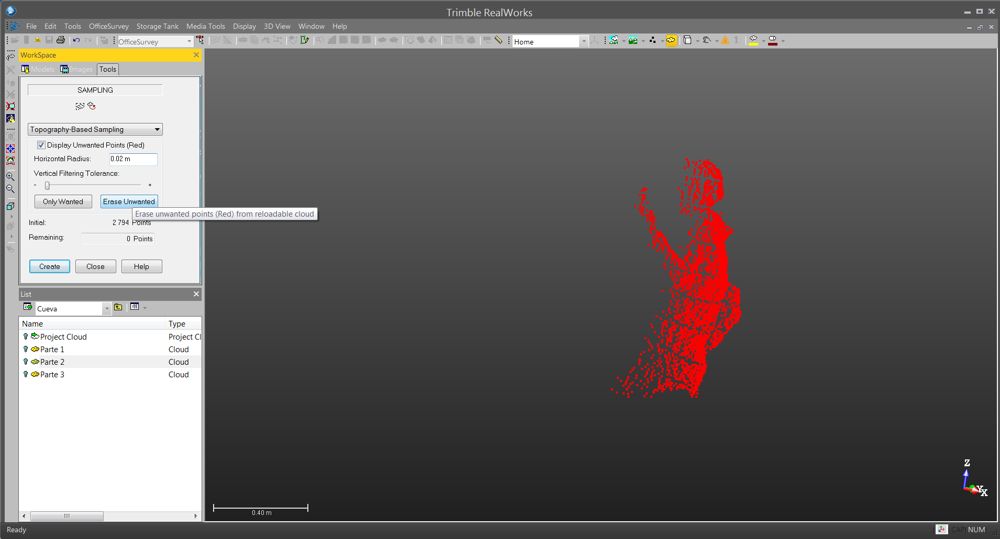 Trimble RealWorks
File Edit Tools OfficeSurvey Storage Tank Media Tools Display 3D View Window Help
OfficeSurvey Home 1
WorkSpace
Models Images Tools
SAMPLING
Topography-Based Sampling
Display Unwanted Points (Red)
Horizontal Radius: 0.02 m
Vertical Filtering Tolerance:
- +
Only Wanted Erase Unwanted
Erase unwanted points (Red) from reloadable cloud
Initial: 2 794 Points
Remaining: 0 Points
Create Close Help
List
Cueva
Name Type
Project Cloud Project Cl
Parte 1 Cloud
Parte 2 Cloud
Parte 3 Cloud
Z
Y
X
0.40 m
Ready CAP NUM